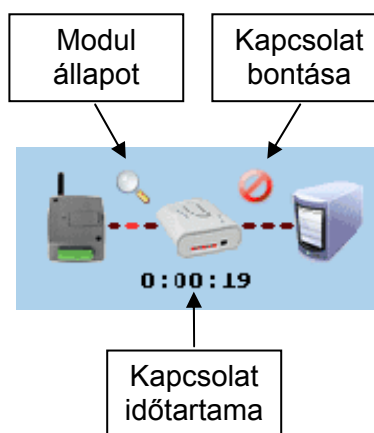 Modul
állapot
Kapcsolat
bontása
0:00:19
Kapcsolat
időtartama